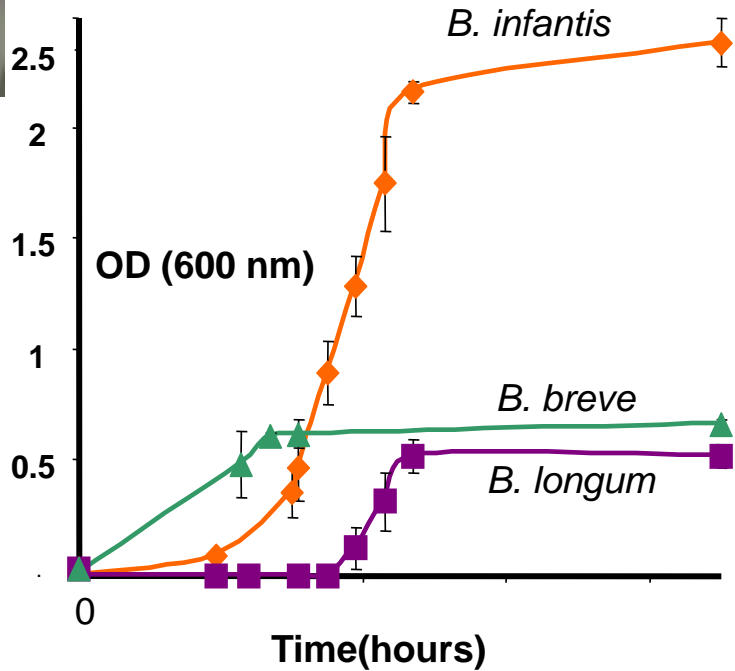 B. infantis
2.5
2
1.5
OD (600 nm)
1
B. breve
0.5
B. longum
0
Time(hours)